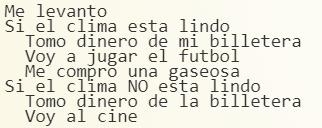 Me levanto
Si el clima esta lindo
  Tomo dinero de mi billetera
  Voy a jugar el futbol
  Me compro una gaseosa
Si el clima NO esta lindo
  Tomo dinero de la billetera
  Voy al cine